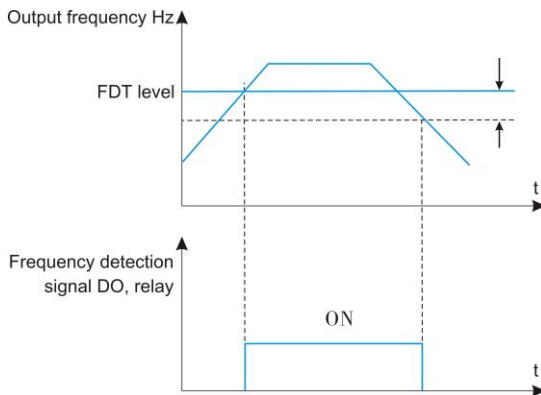 Output frequency Hz
FDT level
t
Frequency detection
signal DO, relay
ON
t